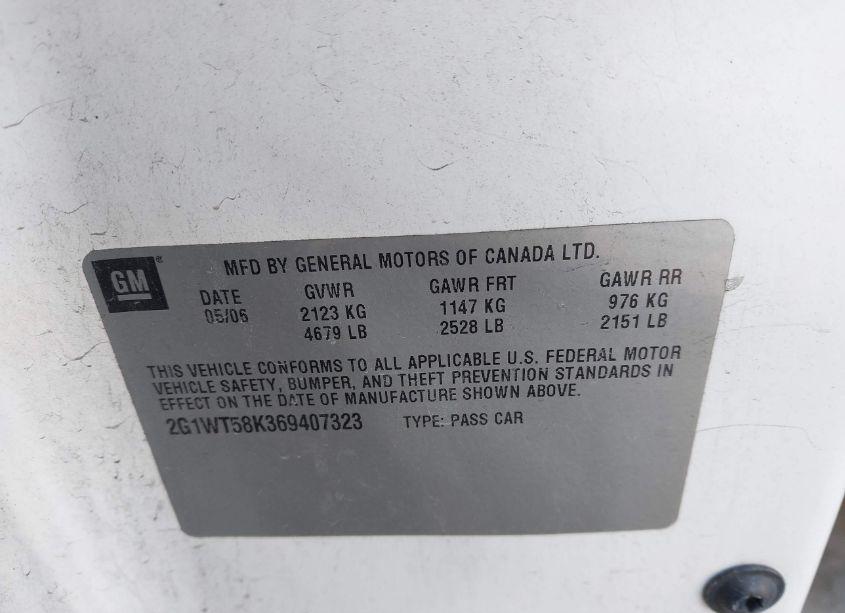 GM ®
MFD BY GENERAL MOTORS OF CANADA LTD.
DATE GVWR GAWR FRT GAWR RR
05/06 2123 KG 1147 KG 976 KG
4679 LB 2528 LB 2151 LB
THIS VEHICLE CONFORMS TO ALL APPLICABLE U.S. FEDERAL MOTOR
VEHICLE SAFETY, BUMPER, AND THEFT PREVENTION STANDARDS IN
EFFECT ON THE DATE OF MANUFACTURE SHOWN ABOVE.
2G1WT58K369407323 TYPE: PASS CAR